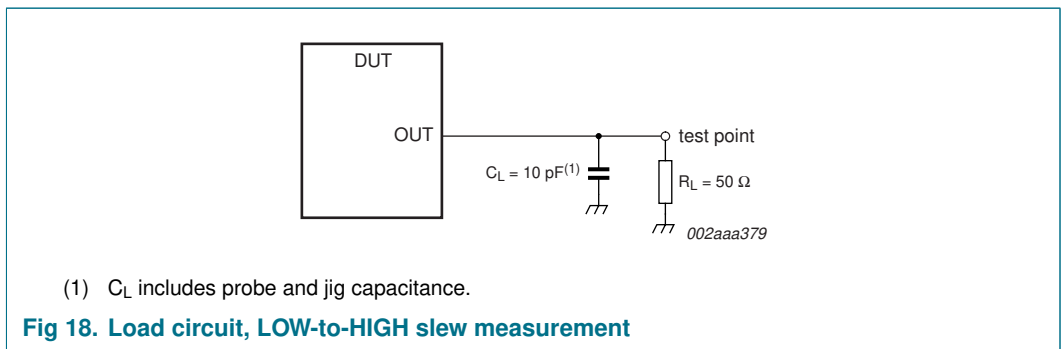 DUT
OUT
test point
C_L = 10 pF(1)
R_L = 50 Ω
002aaa379
(1) C_L includes probe and jig capacitance.
Fig 18. Load circuit, LOW-to-HIGH slew measurement